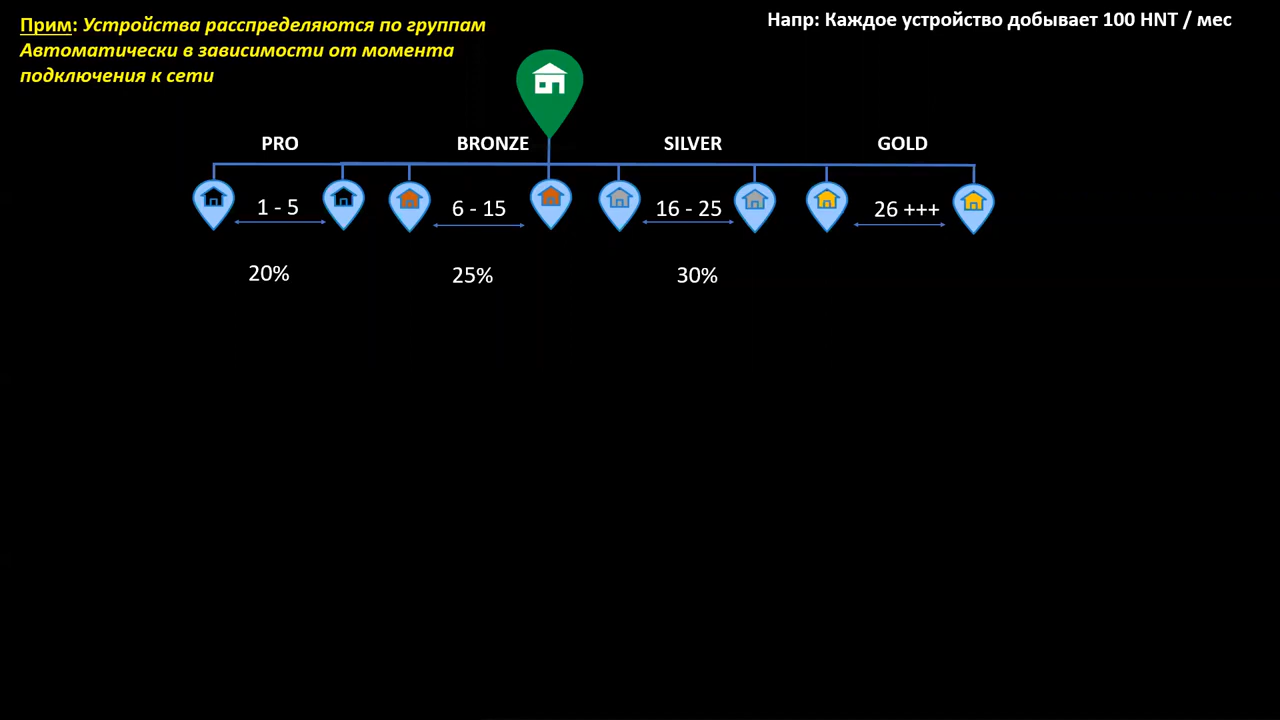 Прим: Устройства расспределяются по группам
Автоматически в зависимости от момента
подключения к сети
Напр: Каждое устройство добывает 100 HNT / мес
PRO BRONZE SILVER GOLD
1 - 5 6 - 15 16 - 25 26 +++
20% 25% 30%